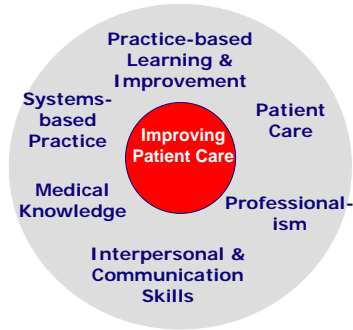 Practice-based
Learning &
Improvement
Systems-
based
Practice
Patient
Care
Improving
Patient Care
Medical
Knowledge
Professional-
ism
Interpersonal &
Communication
Skills